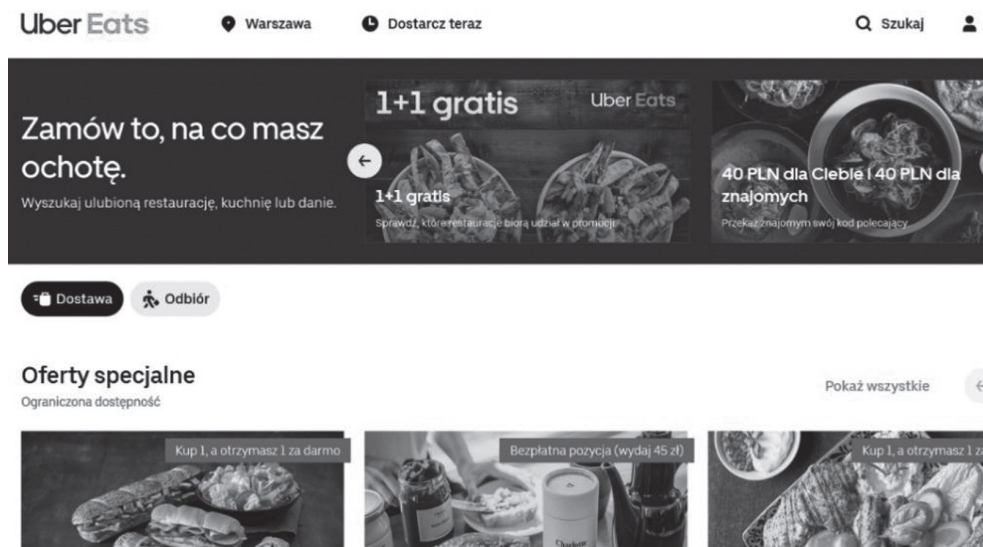 Uber Eats
Warszawa
Dostarcz teraz
Szukaj
Zamów to, na co masz
ochotę.
Wyszukaj ulubioną restaurację, kuchnię lub danie.
1+1 gratis
Uber Eats
1+1 gratis
Sprawdź, które restauracje biorą udział w promocji
40 PLN dla Ciebie i 40 PLN dla
znajomych
Przekaż znajomym swój kod polecający
Dostawa
Odbiór
Oferty specjalne
Ograniczona dostępność
Pokaż wszystkie
Kup 1, a otrzymasz 1 za darmo
Bezpłatna pozycja (wydaj 45 zł)
Kup 1, a otrzymasz 1
Charlotte